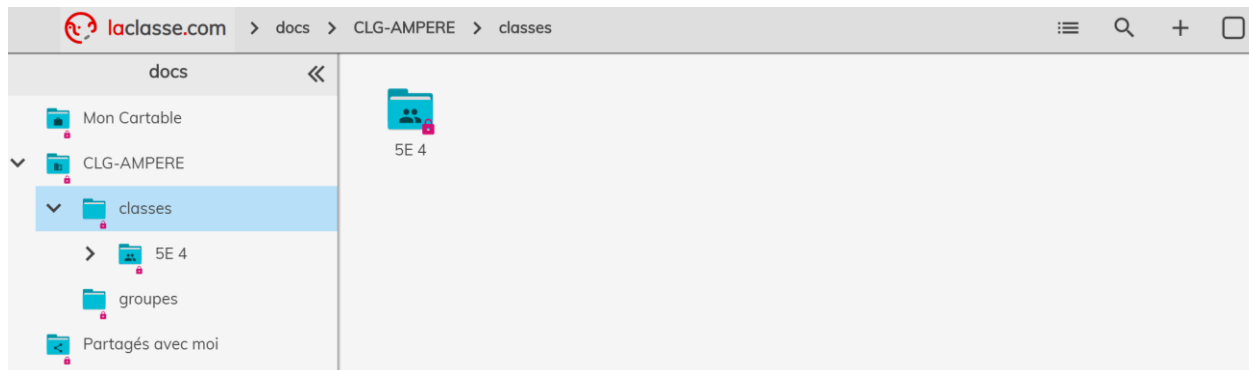 laclasse.com > docs > CLG-AMPERE > classes
docs
Mon Cartable
CLG-AMPERE
classes
5E 4
groupes
Partagés avec moi
5E 4